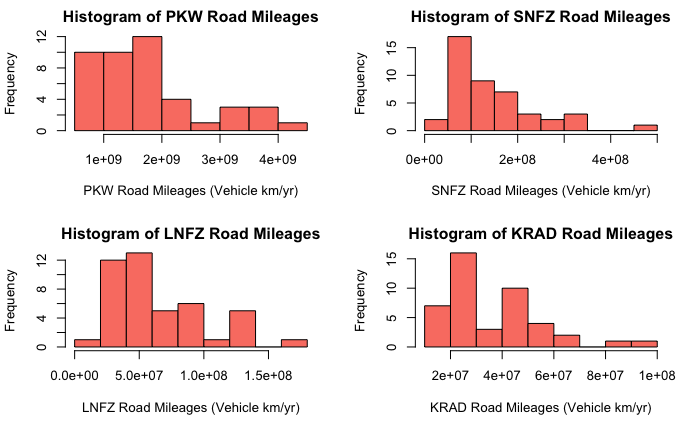 Histogram of PKW Road Mileages
Frequency
0 4 8 12
1e+09 2e+09 3e+09 4e+09
PKW Road Mileages (Vehicle km/yr)
Histogram of SNFZ Road Mileages
Frequency
0 5 10 15
0e+00 2e+08 4e+08
SNFZ Road Mileages (Vehicle km/yr)
Histogram of LNFZ Road Mileages
Frequency
0 4 8 12
0.0e+00 5.0e+07 1.0e+08 1.5e+08
LNFZ Road Mileages (Vehicle km/yr)
Histogram of KRAD Road Mileages
Frequency
0 5 10 15
2e+07 4e+07 6e+07 8e+07 1e+08
KRAD Road Mileages (Vehicle km/yr)